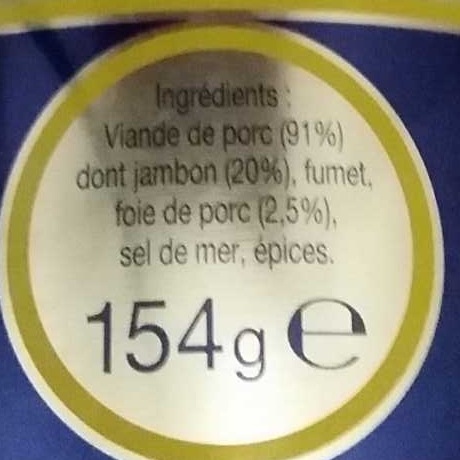 Ingrédients :
Viande de porc (91%)
dont jambon (20%), fumet,
foie de porc (2,5%),
sel de mer, épices.
154g ℮